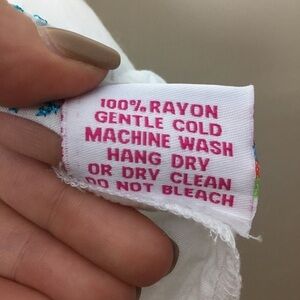 100% RAYON
GENTLE COLD
MACHINE WASH
HANG DRY
OR DRY CLEAN
DO NOT BLEACH